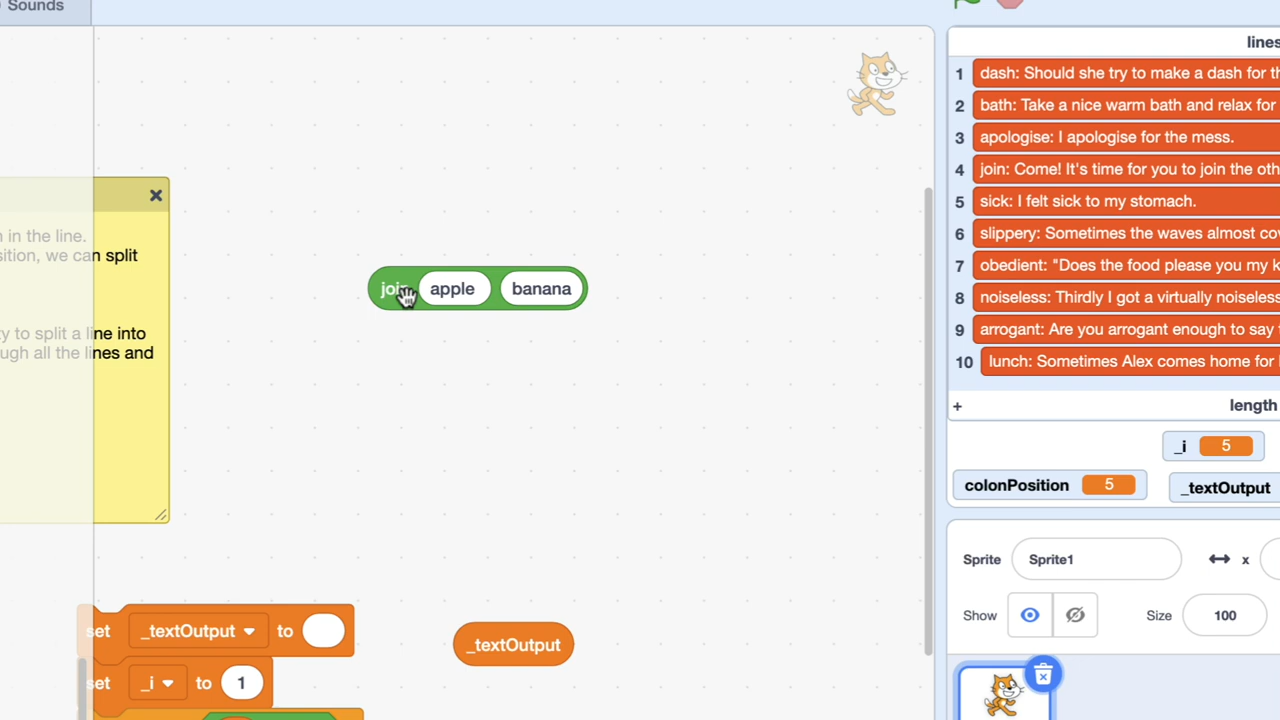 Sounds
lines
1 dash: Should she try to make a dash for
2 bath: Take a nice warm bath and relax for
3 apologise: I apologise for the mess.
4 join: Come! It's time for you to join the
5 sick: I felt sick to my stomach.
6 slippery: Sometimes the waves almost
7 obedient: "Does the food please you my
8 noiseless: Thirdly I got a virtually noiseless
9 arrogant: Are you arrogant enough to say
10 lunch: Sometimes Alex comes home for
+ length
_i 5
colonPosition 5
_textOutput
in the line.
we can split
to split a line into
all the lines and
join apple banana
set _textOutput to
set _i to 1
_textOutput
Sprite Sprite1 x
Show Size 100